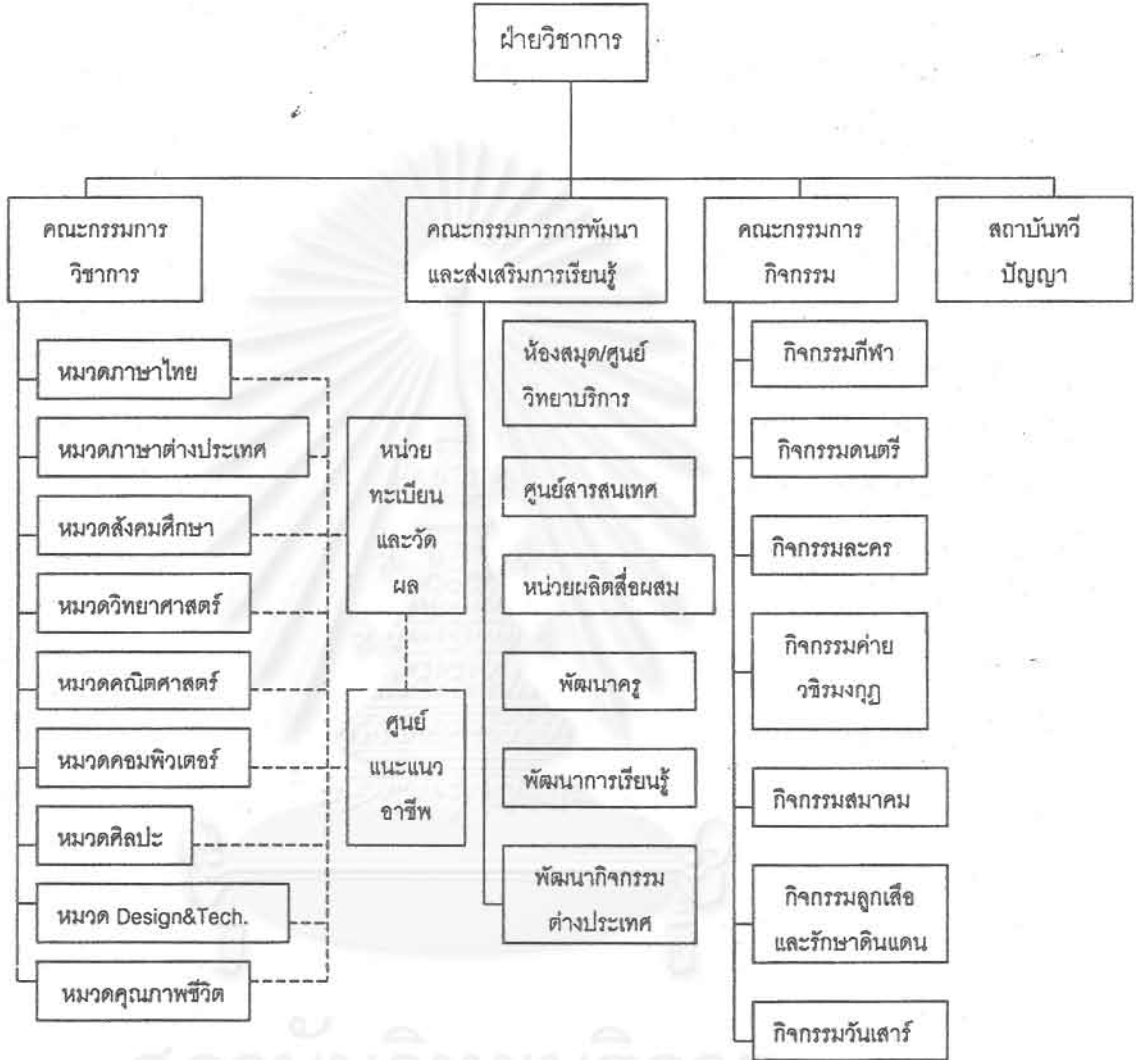 ฝ่ายวิชาการ
คณะกรรมการ
วิชาการ
คณะกรรมการการพัมนา
และส่งเสริมการเรียนรู้
คณะกรรมการ
กิจกรรม
สถาบันทวี
ปัญญา
หมวดภาษาไทย
หมวดภาษาต่างประเทศ
หมวดสังคมศึกษา
หมวดวิทยาศาสตร์
หมวดคณิตศาสตร์
หมวดคอมพิวเตอร์
หมวดศิลปะ
หมวด Design&Tech.
หมวดคุณภาพชีวิต
หน่วย
ทะเบียน
และวัด
ผล
ศูนย์
แนะแนว
อาชีพ
ห้องสมุด/ศูนย์
วิทยาบริการ
ศูนย์สารสนเทศ
หน่วยผลิตสื่อผสม
พัฒนาครู
พัฒนาการเรียนรู้
พัฒนากิจกรรม
ต่างประเทศ
กิจกรรมกีฬา
กิจกรรมดนตรี
กิจกรรมละคร
กิจกรรมค่าย
วชิรมงกุฎ
กิจกรรมสมาคม
กิจกรรมลูกเสือ
และรักษาดินแดน
กิจกรรมวันเสาร์